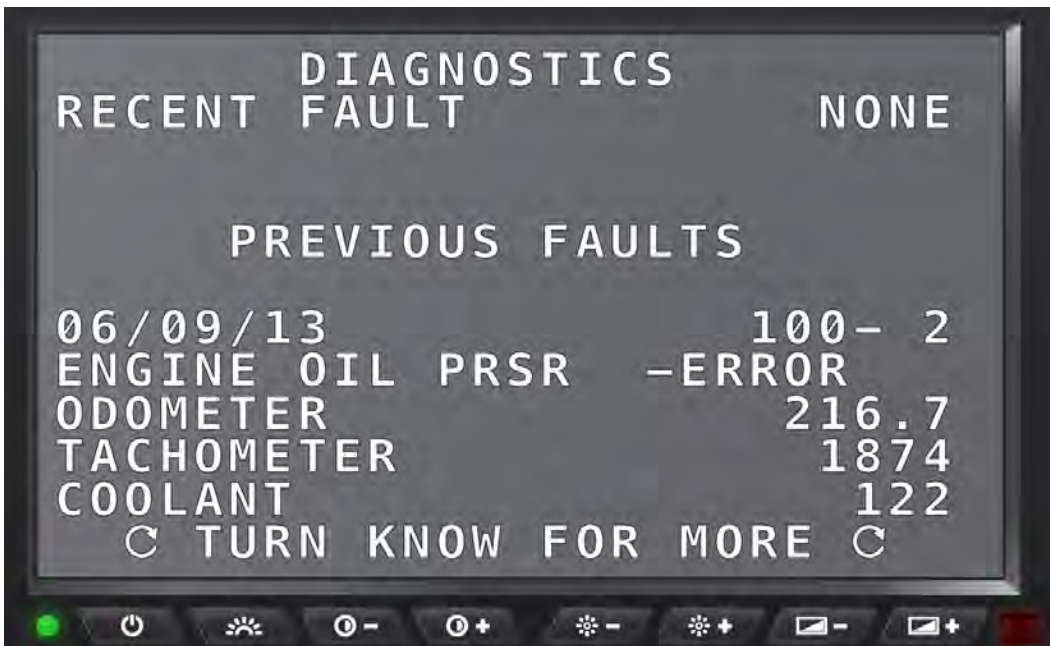 DIAGNOSTICS
RECENT FAULT NONE
PREVIOUS FAULTS
06/09/13 100- 2
ENGINE OIL PRSR -ERROR
ODOMETER 216.7
TACHOMETER 1874
COOLANT 122
↻ TURN KNOW FOR MORE ↻